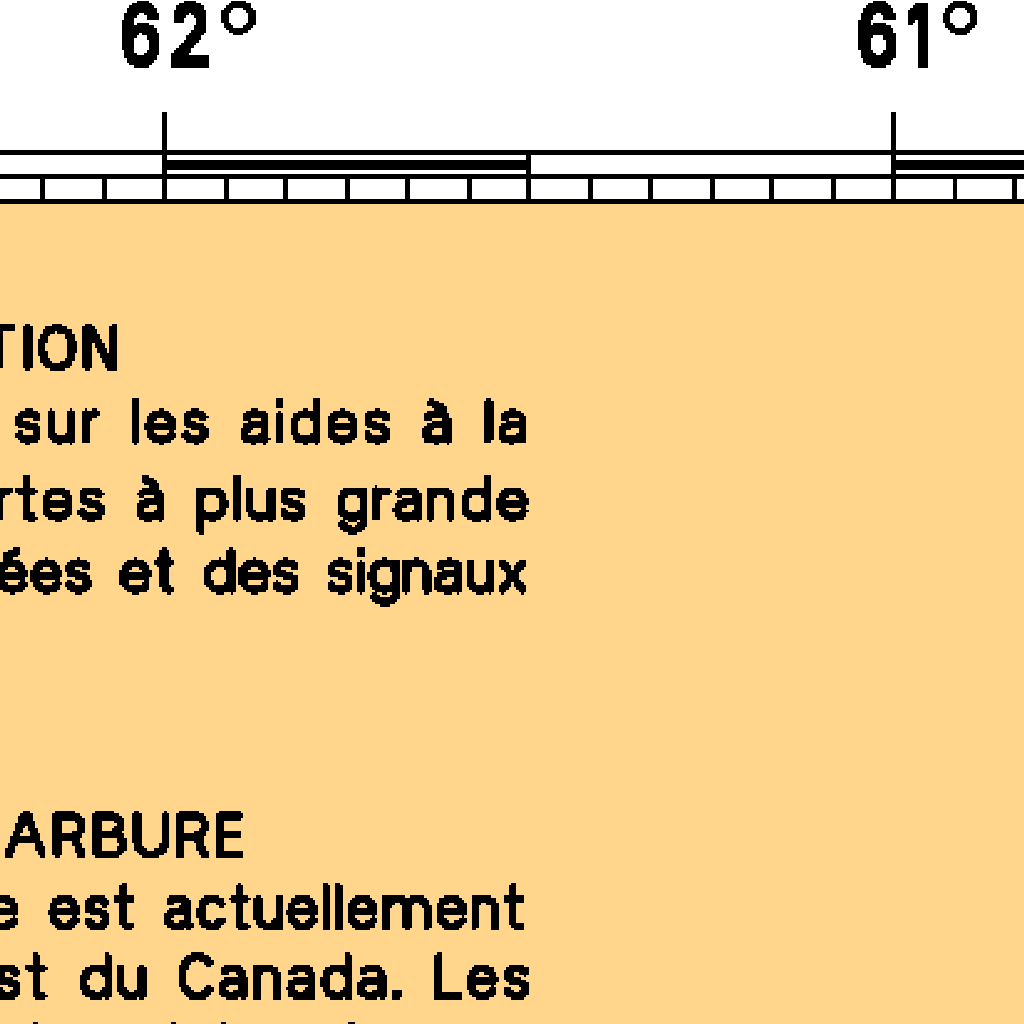 62° 61°
TION
sur les aides à la
rtes à plus grande
ées et des signaux
ARBURE
e est actuellement
st du Canada. Les